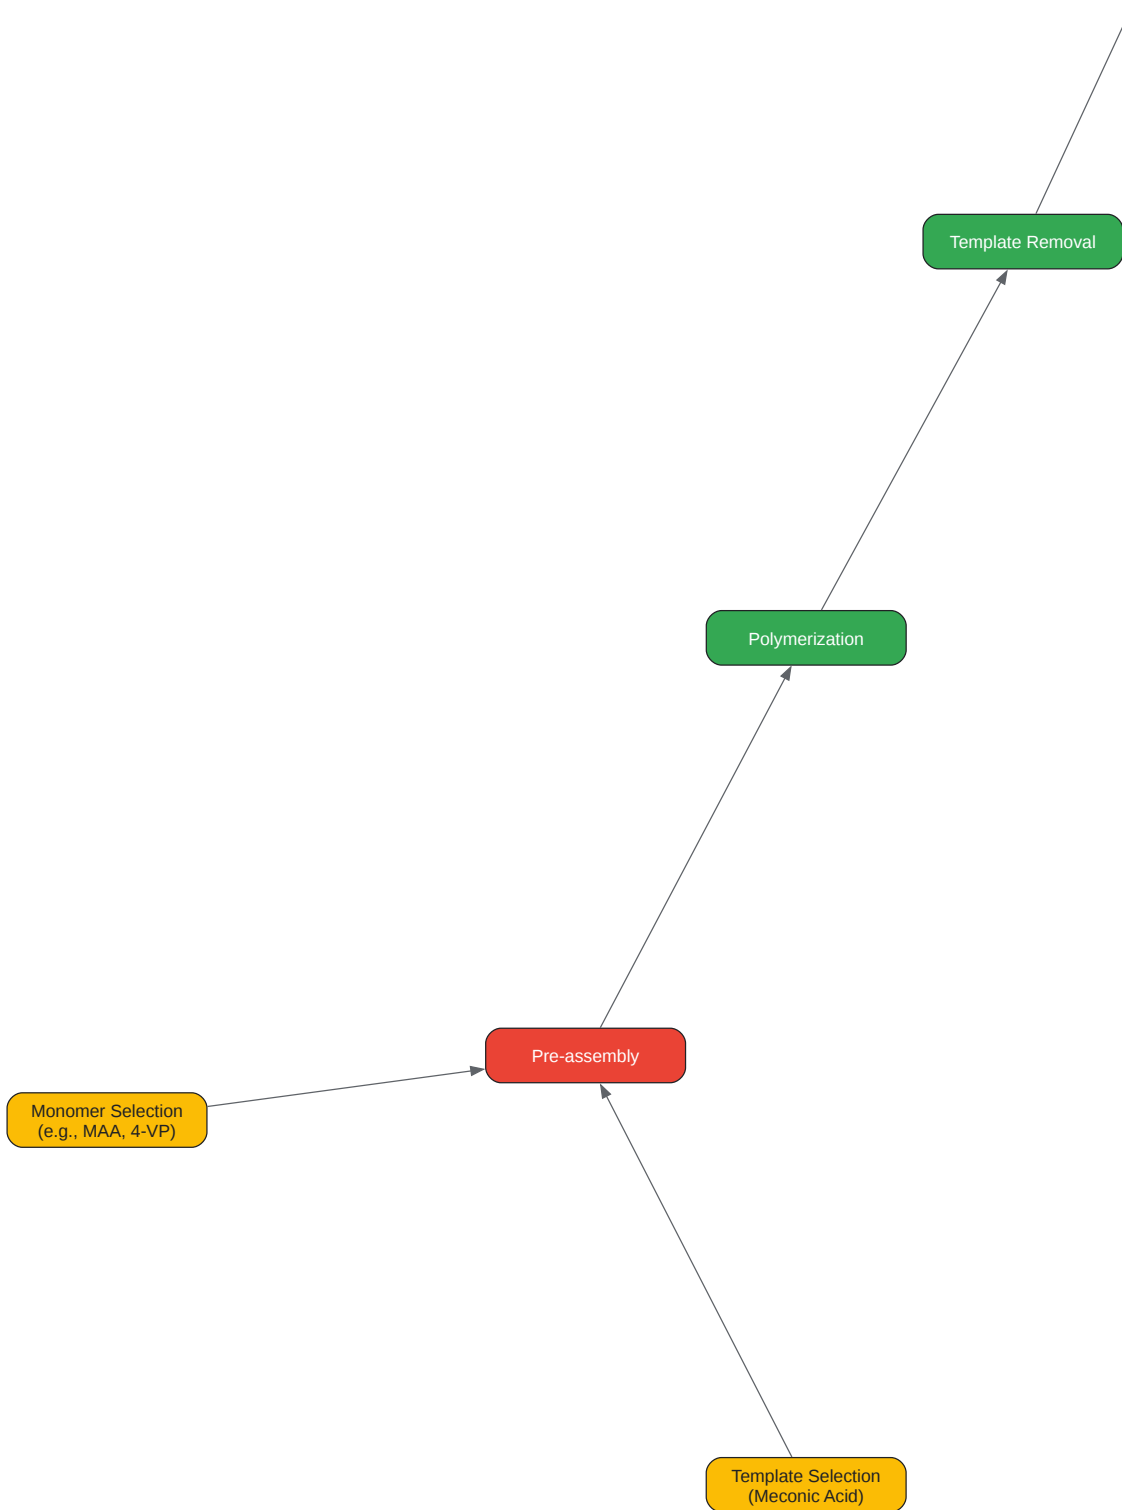 Template Removal
Polymerization
Pre-assembly
Monomer Selection
(e.g., MAA, 4-VP)
Template Selection
(Meconic Acid)